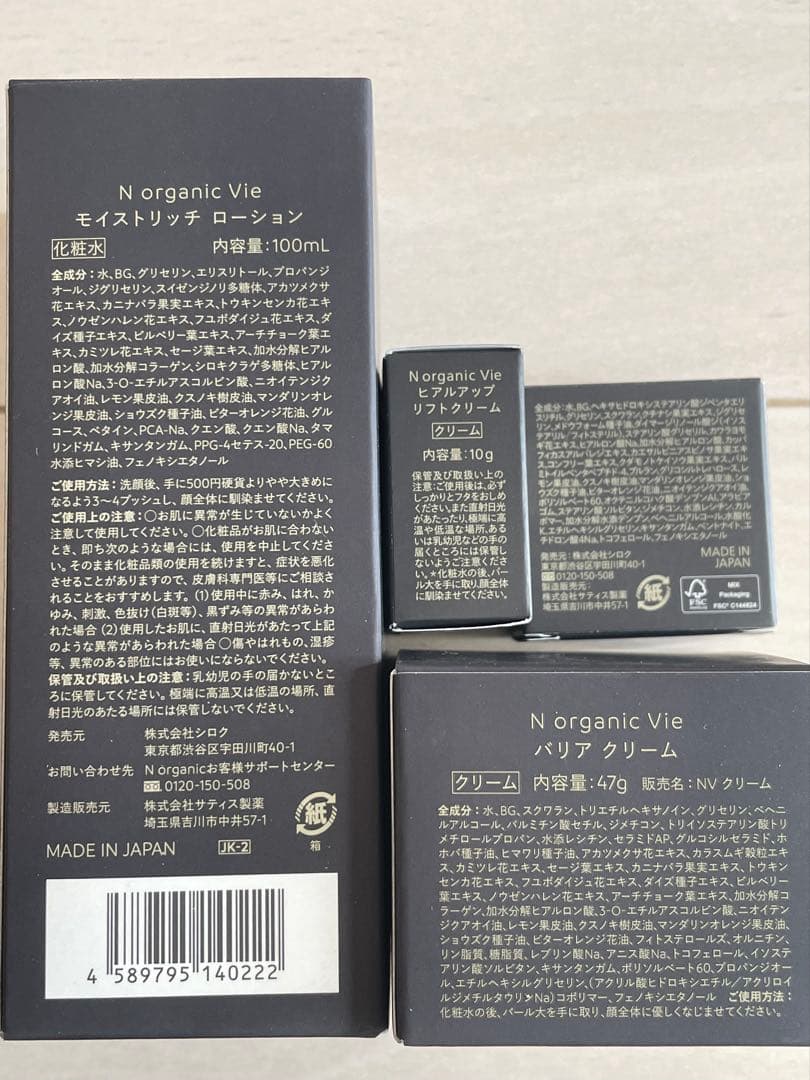 N organic Vie
モイストリッチ ローション
化粧水 内容量:100mL
全成分:水、BG、グリセリン、エリスリトール、プロパンジ
オール、ジグリセリン、スイゼンジノリ多糖体、アカツメクサ
花エキス、カニナバラ果実エキス、トウキンセンカ花エキ
ス、ノウゼンハレン花エキス、フユボダイジュ花エキス、ダ
イズ種子エキス、ビルベリー葉エキス、アーチチョーク葉エ
キス、カミツレ花エキス、セージ葉エキス、加水分解ヒアル
ロン酸、加水分解コラーゲン、シロキクラゲ多糖体、ヒアル
ロン酸Na、3-O-エチルアスコルビン酸、ニオイテンジク
アオイ油、レモン果皮油、クスノキ樹皮油、マンダリンオレ
ンジ果皮油、ショウズク種子油、ビターオレンジ花油、グル
コース、ベタイン、PCA-Na、クエン酸、クエン酸Na、タマ
リンドガム、キサンタンガム、PPG-4セテス-20、PEG-60
水添ヒマシ油、フェノキシエタノール
ご使用方法:洗顔後、手に500円硬貨よりやや大きめに
なるよう3〜4プッシュし、顔全体に馴染ませてください。
ご使用上の注意:○お肌に異常が生じていないかよく
注意して使用してください。○化粧品がお肌に合わない
とき、即ち次のような場合には、使用を中止してくださ
い。そのまま化粧品類の使用を続けますと、症状を悪化
させることがありますので、皮膚科専門医等にご相談され
ることをおすすめします。(1)使用中に赤み、はれ、か
ゆみ、刺激、色抜け(白斑等)、黒ずみ等の異常があらわ
れた場合(2)使用したお肌に、直射日光があたって上記
のような異常があらわれた場合○傷やはれもの、湿疹
等、異常のある部位にはお使いにならないでください。
保管及び取扱い上の注意:乳幼児の手の届かないとこ
ろに保管してください。極端に高温又は低温の場所、直
射日光のあたる場所には保管しないでください。
発売元 株式会社シロク
東京都渋谷区宇田川町40-1
お問い合わせ先 N organicお客様サポートセンター
0120-150-508
製造販売元 株式会社サティス製薬
埼玉県吉川市中井57-1
紙
箱
MADE IN JAPAN JK-2
4 589795 140222
N organic Vie
ヒアルアップ
リフトクリーム
クリーム
内容量:10g
保管及び取扱い上の
注意:ご使用後は、必ず
しっかりとフタをおしめ
ください。また直射日光
があたったり、極端に高
温や低温な場所、ある
いは乳幼児などの手の
届くところには保管しな
いようご注意くださ
い。*化粧水の後、パー
ル大を手に取り、顔全体
に馴染ませてください。
発売元:株式会社シロク
東京都渋谷区宇田川町40-1
0120-150-508
製造販売元:
株式会社サティス製薬
埼玉県吉川市中井57-1
紙
MADE IN
JAPAN
FSC
MIX
Packaging
FSC® C144824
N organic Vie
バリア クリーム
クリーム 内容量:47g 販売名:NV クリーム
全成分:水、BG、スクワラン、トリエチルヘキサノイン、グリセリン、ベヘニ
ルアルコール、パルミチン酸セチル、ジメチコン、トリイソステアリン酸トリ
メチロールプロパン、水添レシチン、セラミドAP、グルコシルセラミド、ホ
ホバ種子油、ヒマワリ種子油、アカツメクサ花エキス、カラスムギ穀粒エキ
ス、カミツレ花エキス、セージ葉エキス、カニナバラ果実エキス、トウキン
センカ花エキス、フユボダイジュ花エキス、ダイズ種子エキス、ビルベリー
葉エキス、ノウゼンハレン花エキス、アーチチョーク葉エキス、加水分解コ
ラーゲン、加水分解ヒアルロン酸、3-O-エチルアスコルビン酸、ニオイテン
ジクアオイ油、レモン果皮油、クスノキ樹皮油、マンダリンオレンジ果皮油、
ショウズク種子油、ビターオレンジ花油、フィトステロールズ、オルニチン、
リン脂質、糖脂質、レブリン酸Na、アニス酸Na、トコフェロール、イソステ
アリン酸ソルビタン、キサンタンガム、ポリソルベート60、プロパンジオー
ル、エチルヘキシルグリセリン、(アクリル酸ヒドロキシエチル/アクリロイ
ルジメチルタウリンNa)コポリマー、フェノキシエタノール ご使用方法:
化粧水の後、パール大を手に取り、顔全体に優しくなじませてください。